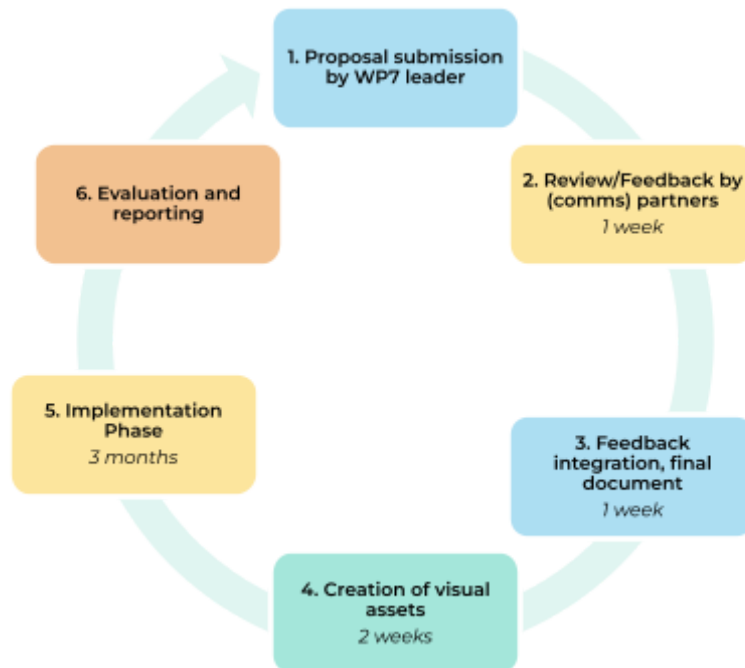 1. Proposal submission
by WP7 leader
2. Review/Feedback by
(comms) partners
1 week
3. Feedback
integration, final
document
1 week
4. Creation of visual
assets
2 weeks
5. Implementation
Phase
3 months
6. Evaluation and
reporting